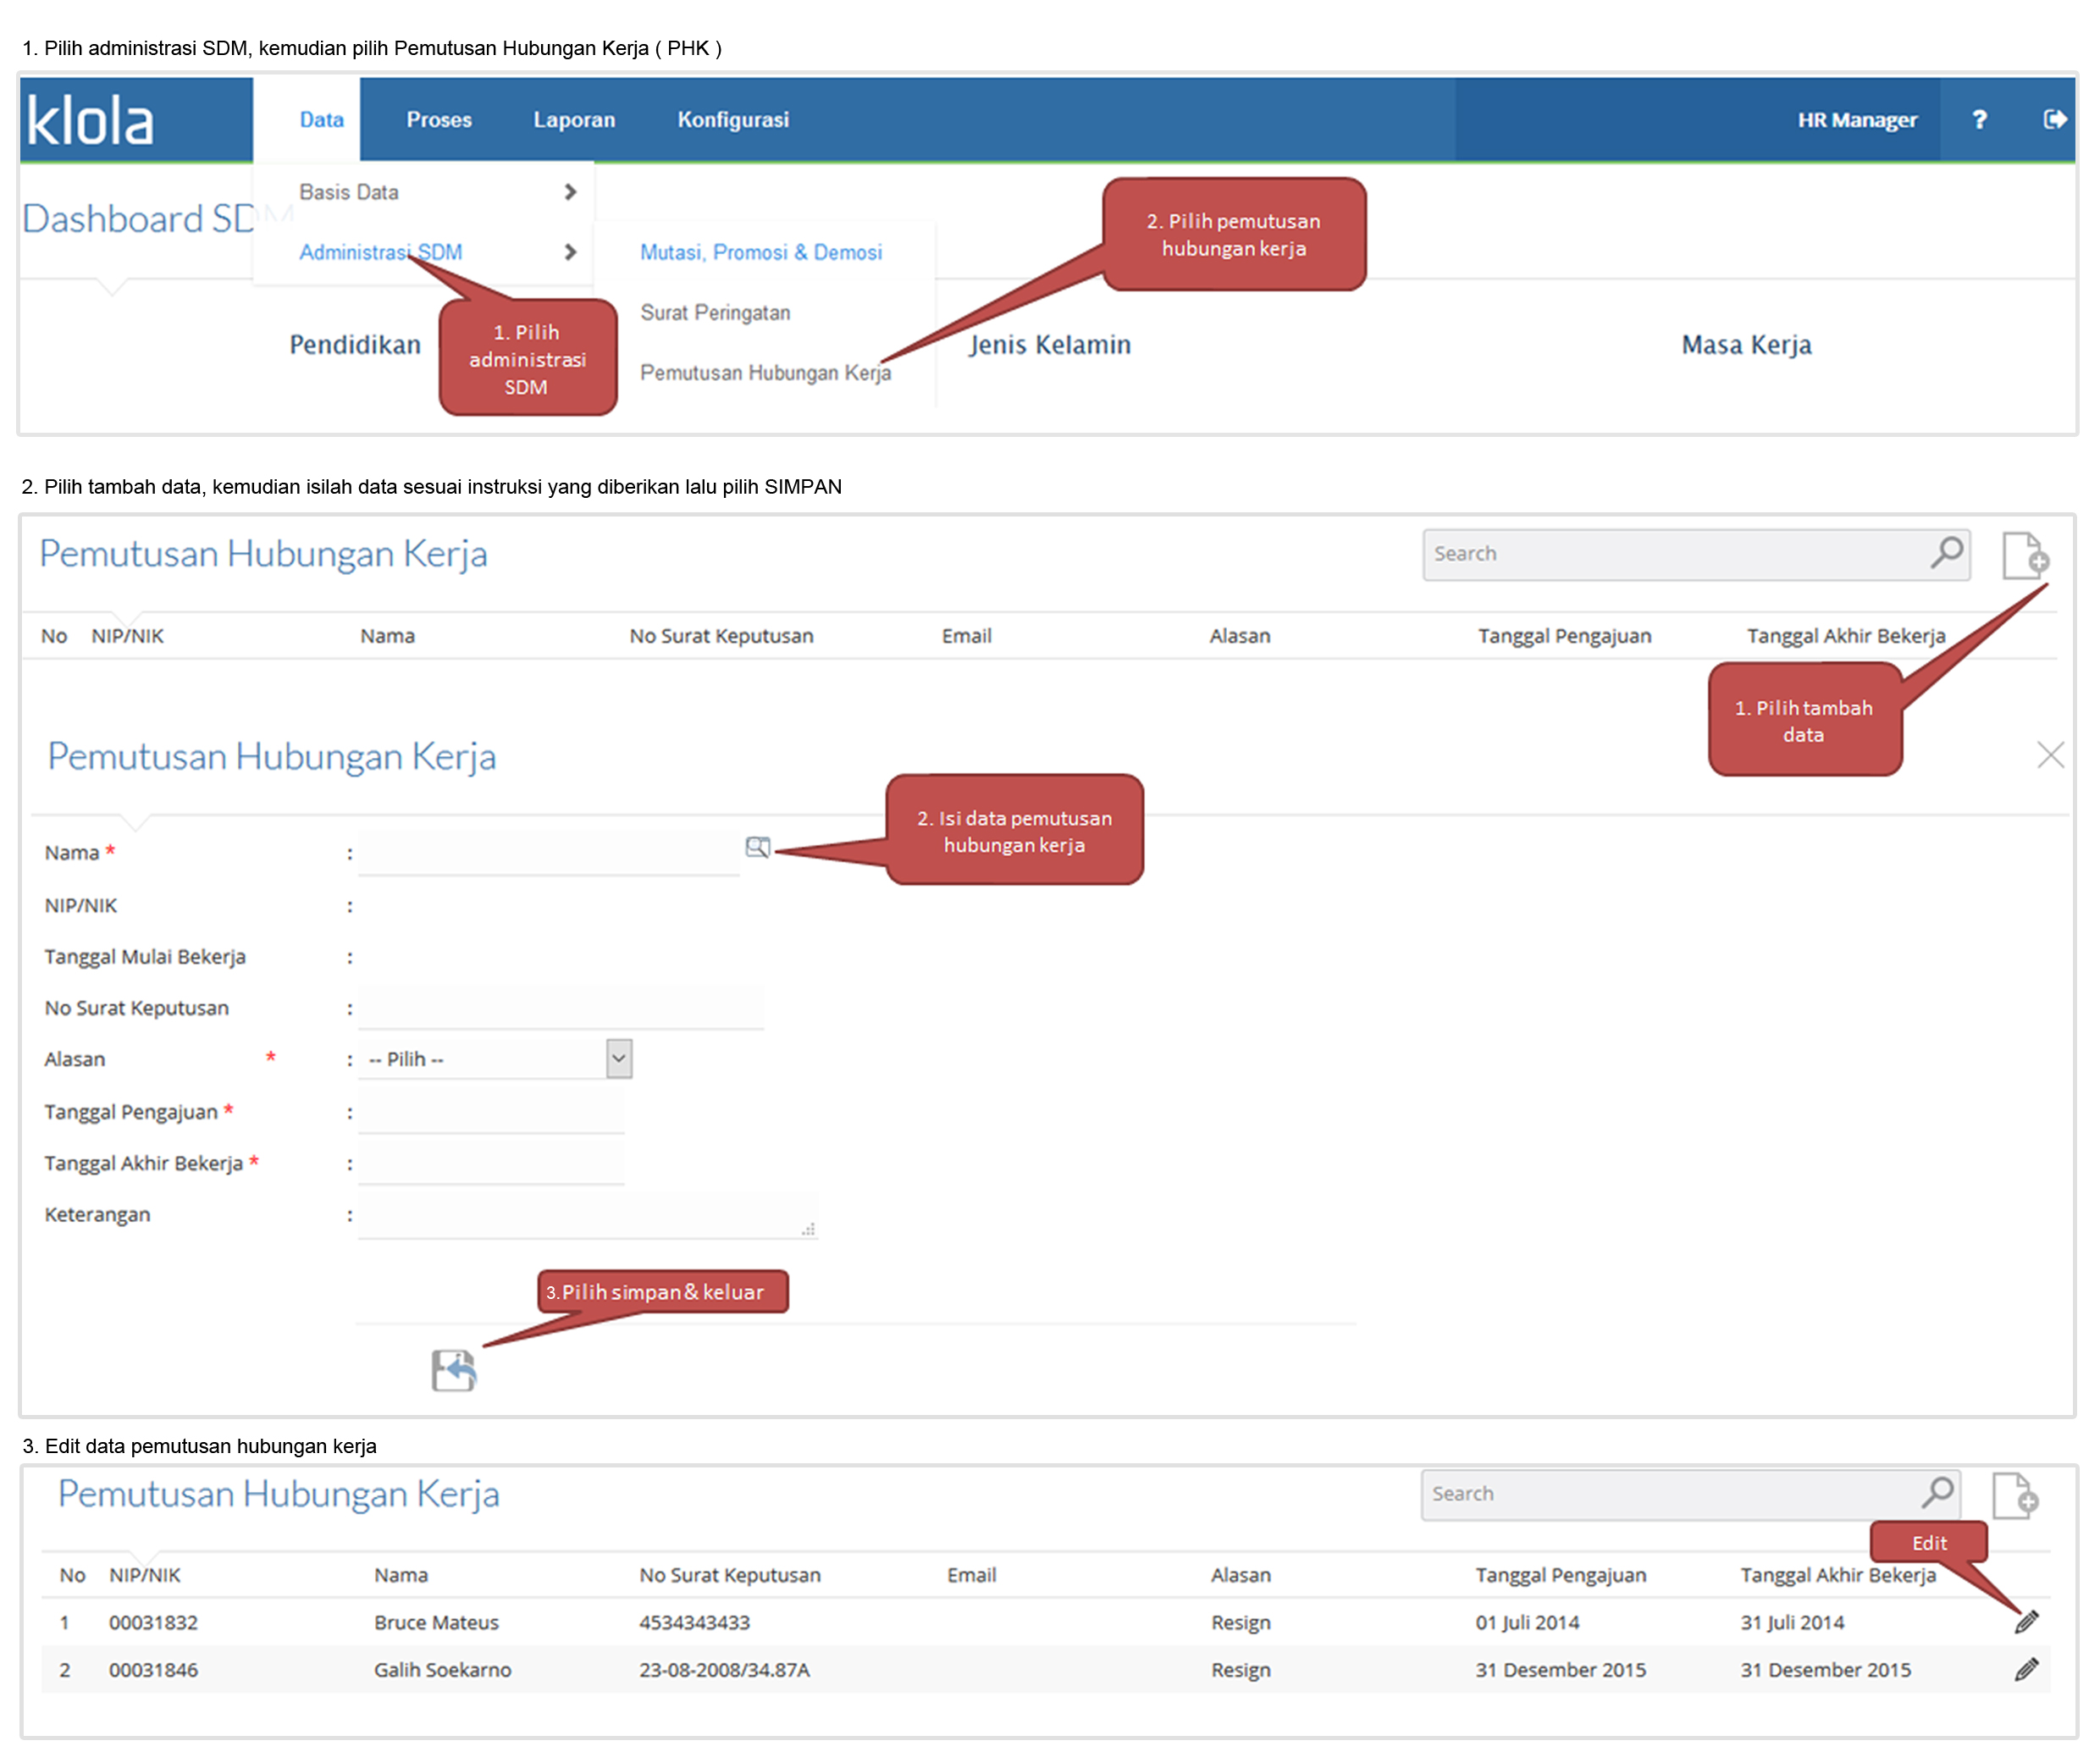 1. Pilih administrasi SDM, kemudian pilih Pemutusan Hubungan Kerja ( PHK )
klola
Data Proses Laporan Konfigurasi HR Manager ?
Basis Data
Dashboard SDM
Administrasi SDM
Mutasi, Promosi & Demosi
2. Pilih pemutusan
hubungan kerja
Surat Peringatan
1. Pilih
administrasi
SDM
Pendidikan
Jenis Kelamin
Masa Kerja
Pemutusan Hubungan Kerja
2. Pilih tambah data, kemudian isilah data sesuai instruksi yang diberikan lalu pilih SIMPAN
Pemutusan Hubungan Kerja
Search
No NIP/NIK Nama No Surat Keputusan Email Alasan Tanggal Pengajuan Tanggal Akhir Bekerja
1. Pilih tambah
data
Pemutusan Hubungan Kerja
2. Isi data pemutusan
hubungan kerja
Nama * :
NIP/NIK :
Tanggal Mulai Bekerja :
No Surat Keputusan :
Alasan * : -- Pilih --
Tanggal Pengajuan * :
Tanggal Akhir Bekerja * :
Keterangan :
3.Pilih simpan & keluar
3. Edit data pemutusan hubungan kerja
Pemutusan Hubungan Kerja
Search
Edit
No NIP/NIK Nama No Surat Keputusan Email Alasan Tanggal Pengajuan Tanggal Akhir Bekerja
1 00031832 Bruce Mateus 4534343433 Resign 01 Juli 2014 31 Juli 2014
2 00031846 Galih Soekarno 23-08-2008/34.87A Resign 31 Desember 2015 31 Desember 2015